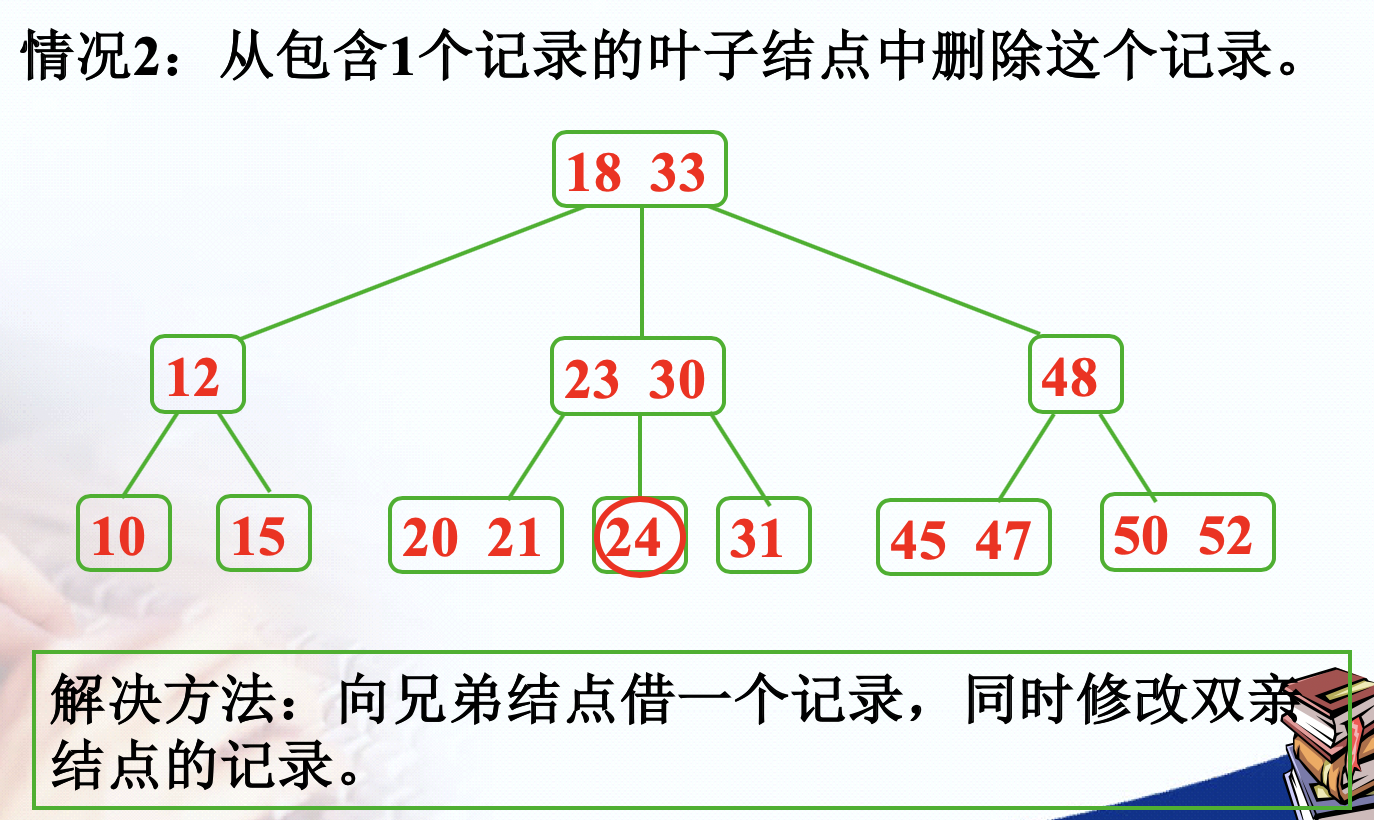 情况2：从包含1个记录的叶子结点中删除这个记录。
18 33
12 23 30 48
10 15 20 21 24 31 45 47 50 52
解决方法：向兄弟结点借一个记录，同时修改双亲
结点的记录。